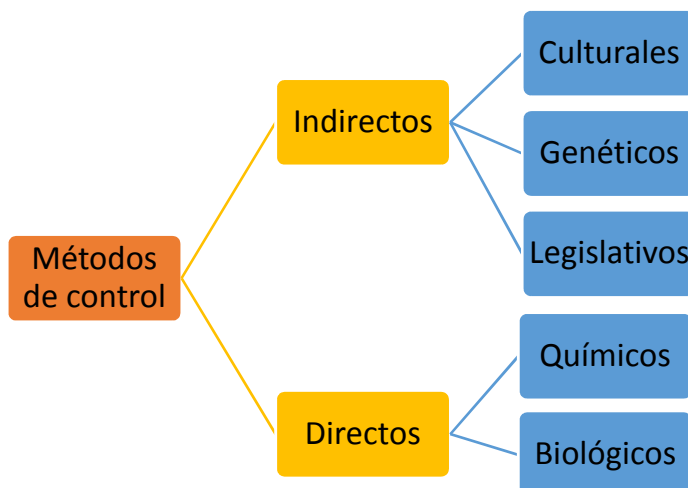 Métodos
de control
Indirectos
Culturales
Genéticos
Legislativos
Directos
Químicos
Biológicos